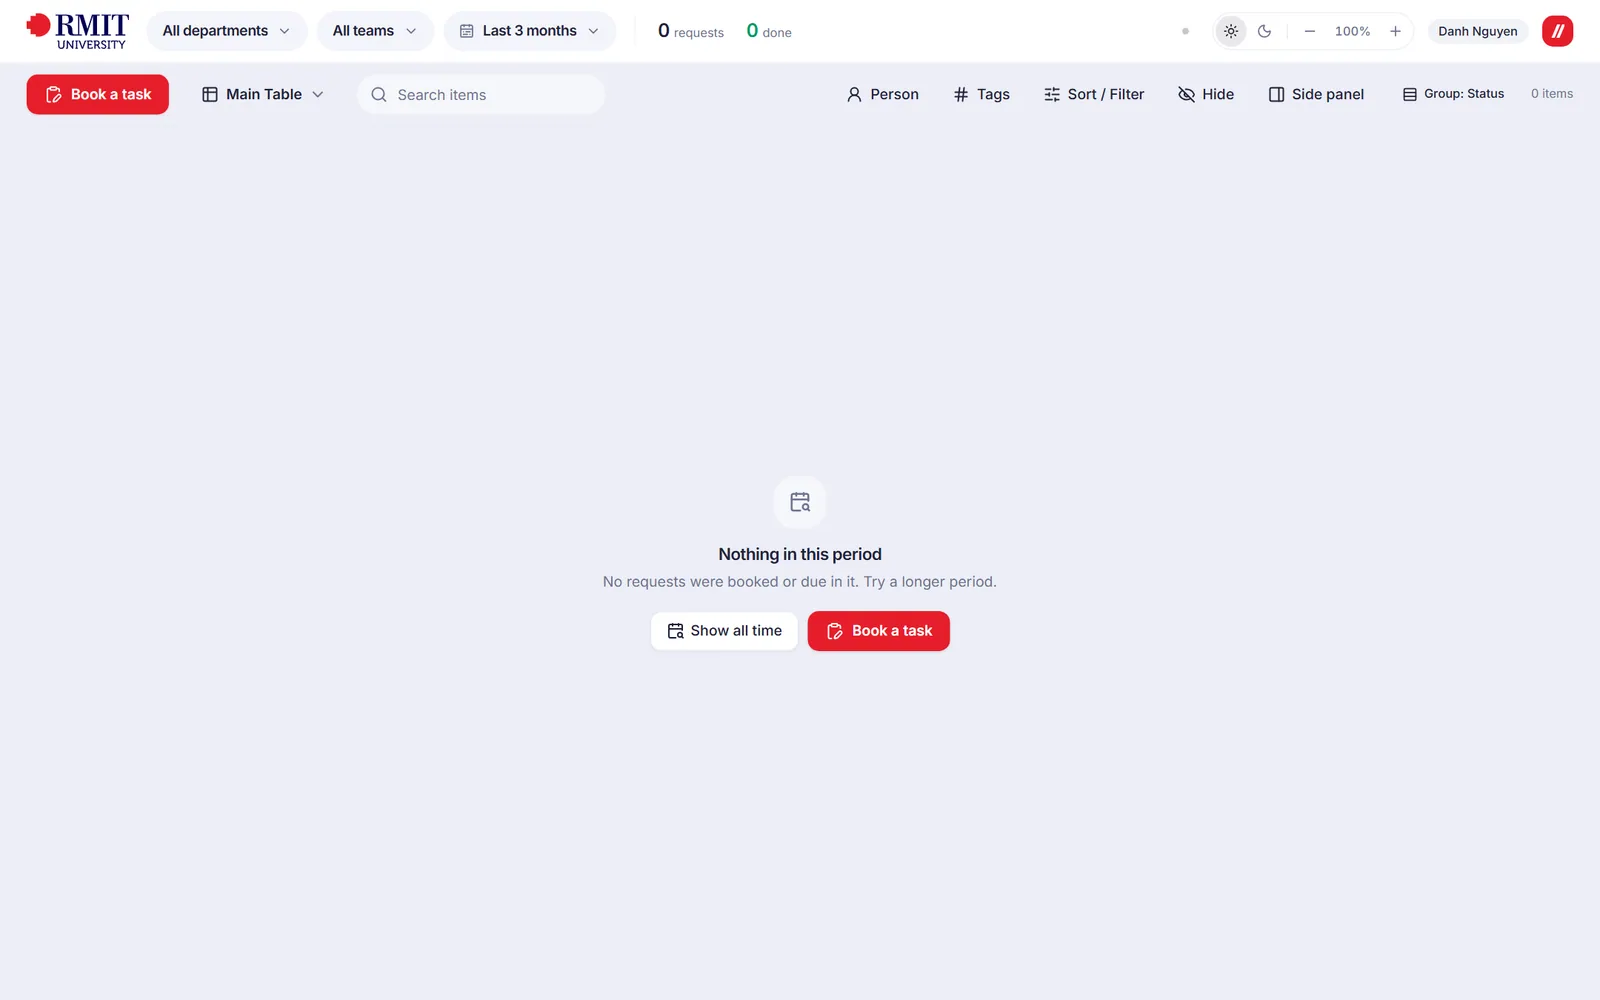 RMIT
UNIVERSITY
All departments
All teams
Last 3 months
0 requests
0 done
100%
Danh Nguyen
Book a task
Main Table
Search items
Person
Tags
Sort / Filter
Hide
Side panel
Group: Status
0 items
Nothing in this period
No requests were booked or due in it. Try a longer period.
Show all time
Book a task